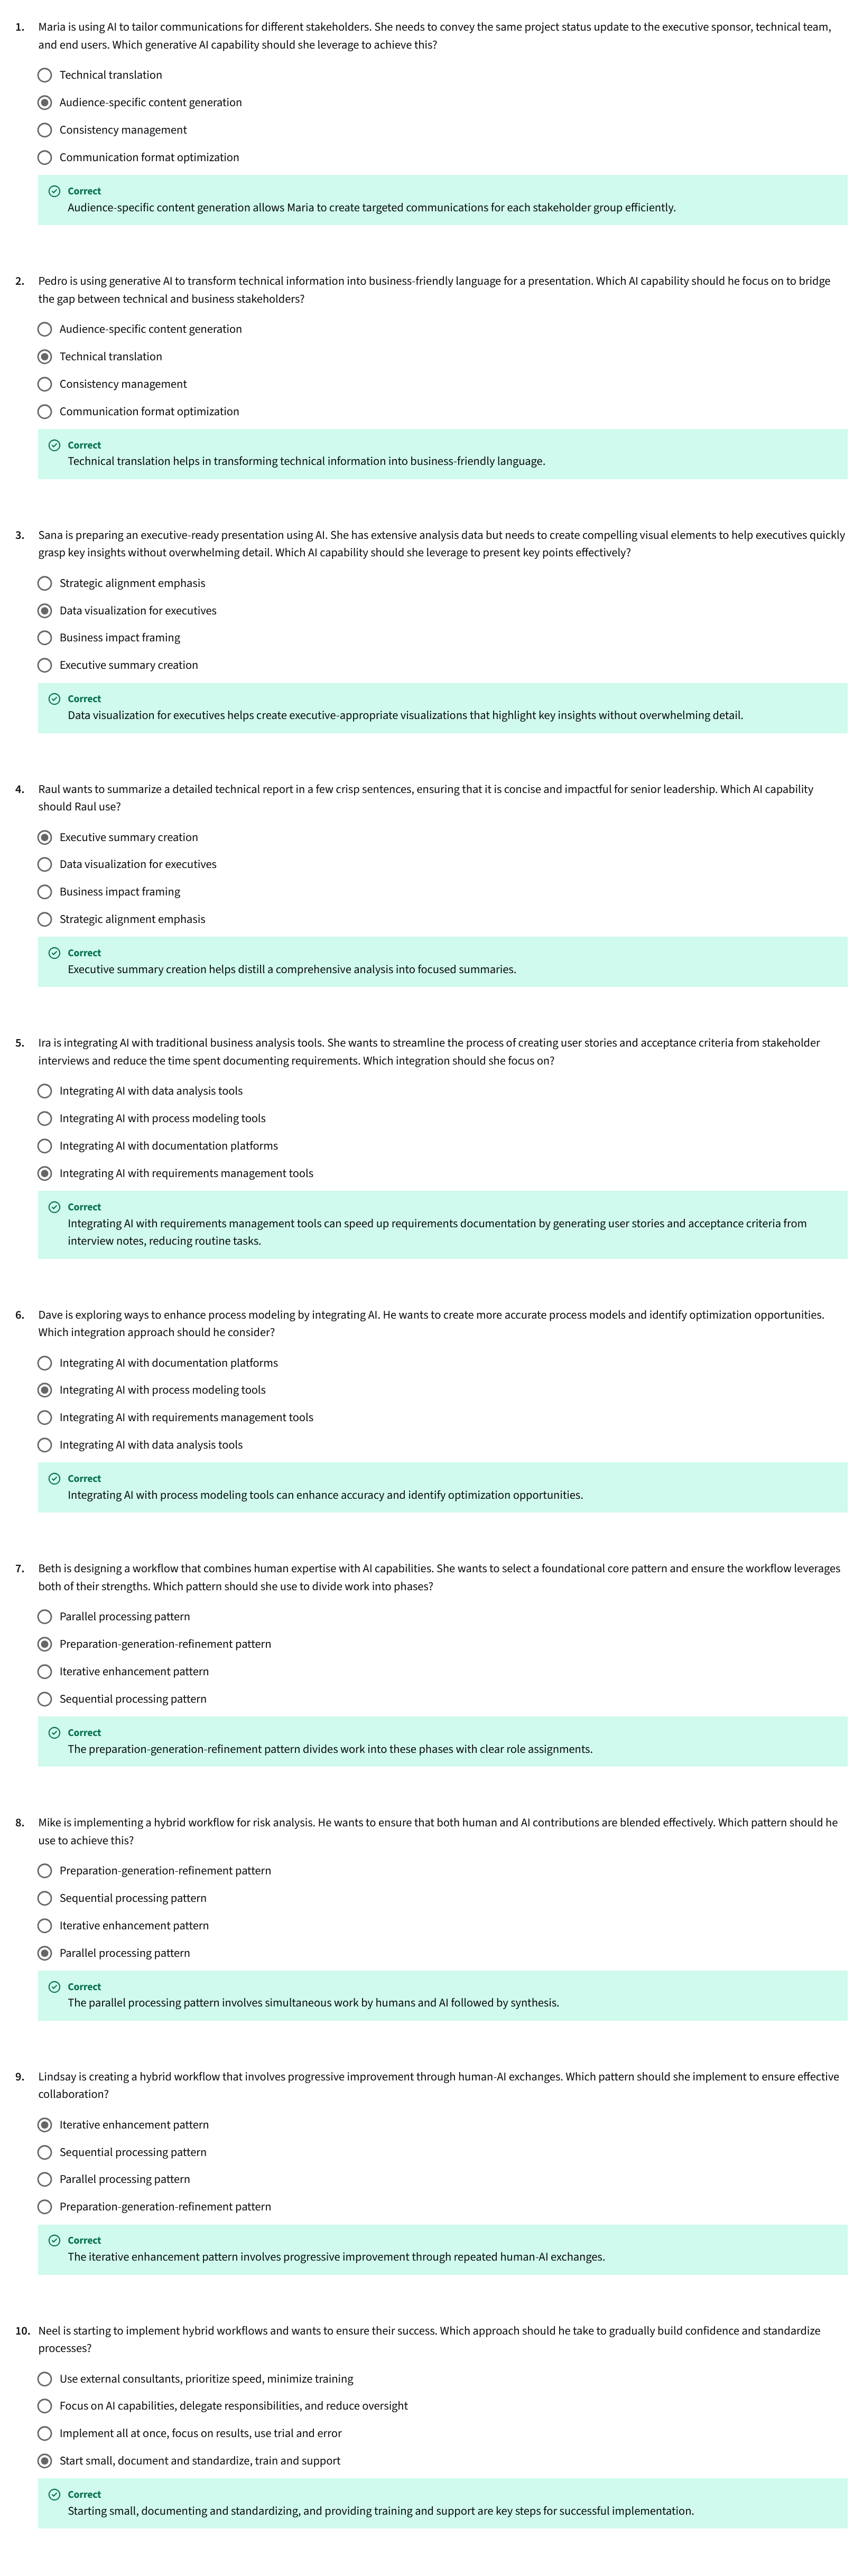 1. Maria is using AI to tailor communications for different stakeholders. She needs to convey the same project status update to the executive sponsor, technical team,
and end users. Which generative AI capability should she leverage to achieve this?
Technical translation
Audience-specific content generation
Consistency management
Communication format optimization
Correct
Audience-specific content generation allows Maria to create targeted communications for each stakeholder group efficiently.
2. Pedro is using generative AI to transform technical information into business-friendly language for a presentation. Which AI capability should he focus on to bridge
the gap between technical and business stakeholders?
Audience-specific content generation
Technical translation
Consistency management
Communication format optimization
Correct
Technical translation helps in transforming technical information into business-friendly language.
3. Sana is preparing an executive-ready presentation using AI. She has extensive analysis data but needs to create compelling visual elements to help executives quickly
grasp key insights without overwhelming detail. Which AI capability should she leverage to present key points effectively?
Strategic alignment emphasis
Data visualization for executives
Business impact framing
Executive summary creation
Correct
Data visualization for executives helps create executive-appropriate visualizations that highlight key insights without overwhelming detail.
4. Raul wants to summarize a detailed technical report in a few crisp sentences, ensuring that it is concise and impactful for senior leadership. Which AI capability
should Raul use?
Executive summary creation
Data visualization for executives
Business impact framing
Strategic alignment emphasis
Correct
Executive summary creation helps distill a comprehensive analysis into focused summaries.
5. Ira is integrating AI with traditional business analysis tools. She wants to streamline the process of creating user stories and acceptance criteria from stakeholder
interviews and reduce the time spent documenting requirements. Which integration should she focus on?
Integrating AI with data analysis tools
Integrating AI with process modeling tools
Integrating AI with documentation platforms
Integrating AI with requirements management tools
Correct
Integrating AI with requirements management tools can speed up requirements documentation by generating user stories and acceptance criteria from
interview notes, reducing routine tasks.
6. Dave is exploring ways to enhance process modeling by integrating AI. He wants to create more accurate process models and identify optimization opportunities.
Which integration approach should he consider?
Integrating AI with documentation platforms
Integrating AI with process modeling tools
Integrating AI with requirements management tools
Integrating AI with data analysis tools
Correct
Integrating AI with process modeling tools can enhance accuracy and identify optimization opportunities.
7. Beth is designing a workflow that combines human expertise with AI capabilities. She wants to select a foundational core pattern and ensure the workflow leverages
both of their strengths. Which pattern should she use to divide work into phases?
Parallel processing pattern
Preparation-generation-refinement pattern
Iterative enhancement pattern
Sequential processing pattern
Correct
The preparation-generation-refinement pattern divides work into these phases with clear role assignments.
8. Mike is implementing a hybrid workflow for risk analysis. He wants to ensure that both human and AI contributions are blended effectively. Which pattern should he
use to achieve this?
Preparation-generation-refinement pattern
Sequential processing pattern
Iterative enhancement pattern
Parallel processing pattern
Correct
The parallel processing pattern involves simultaneous work by humans and AI followed by synthesis.
9. Lindsay is creating a hybrid workflow that involves progressive improvement through human-AI exchanges. Which pattern should she implement to ensure effective
collaboration?
Iterative enhancement pattern
Sequential processing pattern
Parallel processing pattern
Preparation-generation-refinement pattern
Correct
The iterative enhancement pattern involves progressive improvement through repeated human-AI exchanges.
10. Neel is starting to implement hybrid workflows and wants to ensure their success. Which approach should he take to gradually build confidence and standardize
processes?
Use external consultants, prioritize speed, minimize training
Focus on AI capabilities, delegate responsibilities, and reduce oversight
Implement all at once, focus on results, use trial and error
Start small, document and standardize, train and support
Correct
Starting small, documenting and standardizing, and providing training and support are key steps for successful implementation.